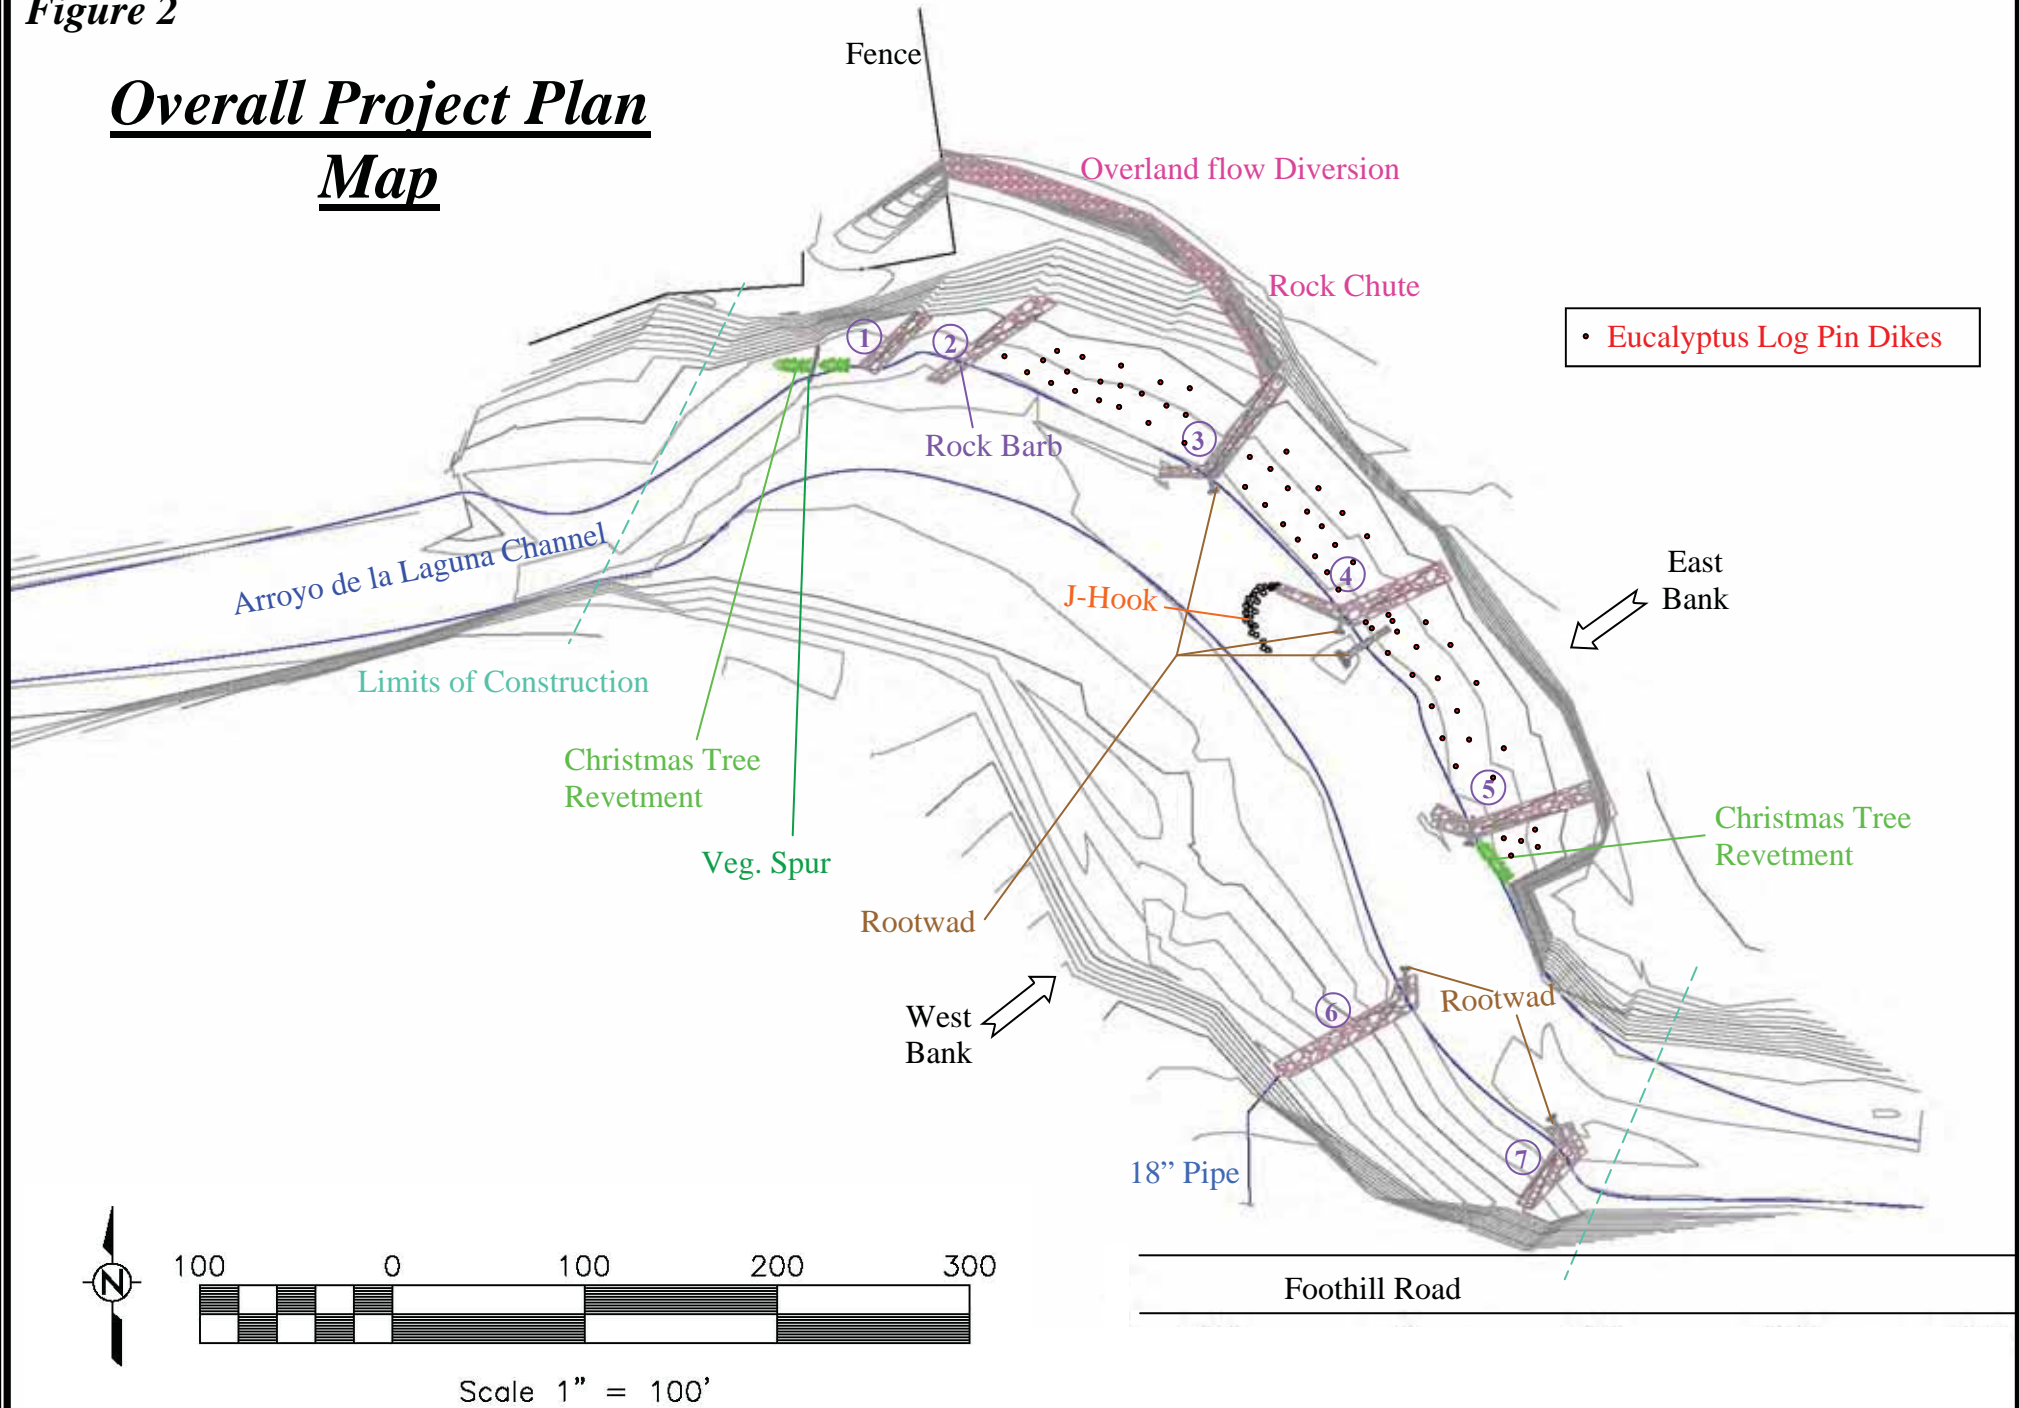 Figure 2
Overall Project Plan
Map
Fence
Overland flow Diversion
Rock Chute
Eucalyptus Log Pin Dikes
1
2
Rock Barb
3
4
East
Bank
J-Hook
Arroyo de la Laguna Channel
Limits of Construction
Christmas Tree
Revetment
Veg. Spur
5
Christmas Tree
Revetment
Rootwad
West
Bank
6
Rootwad
7
18” Pipe
Foothill Road
N
100 0 100 200 300
Scale 1” = 100’